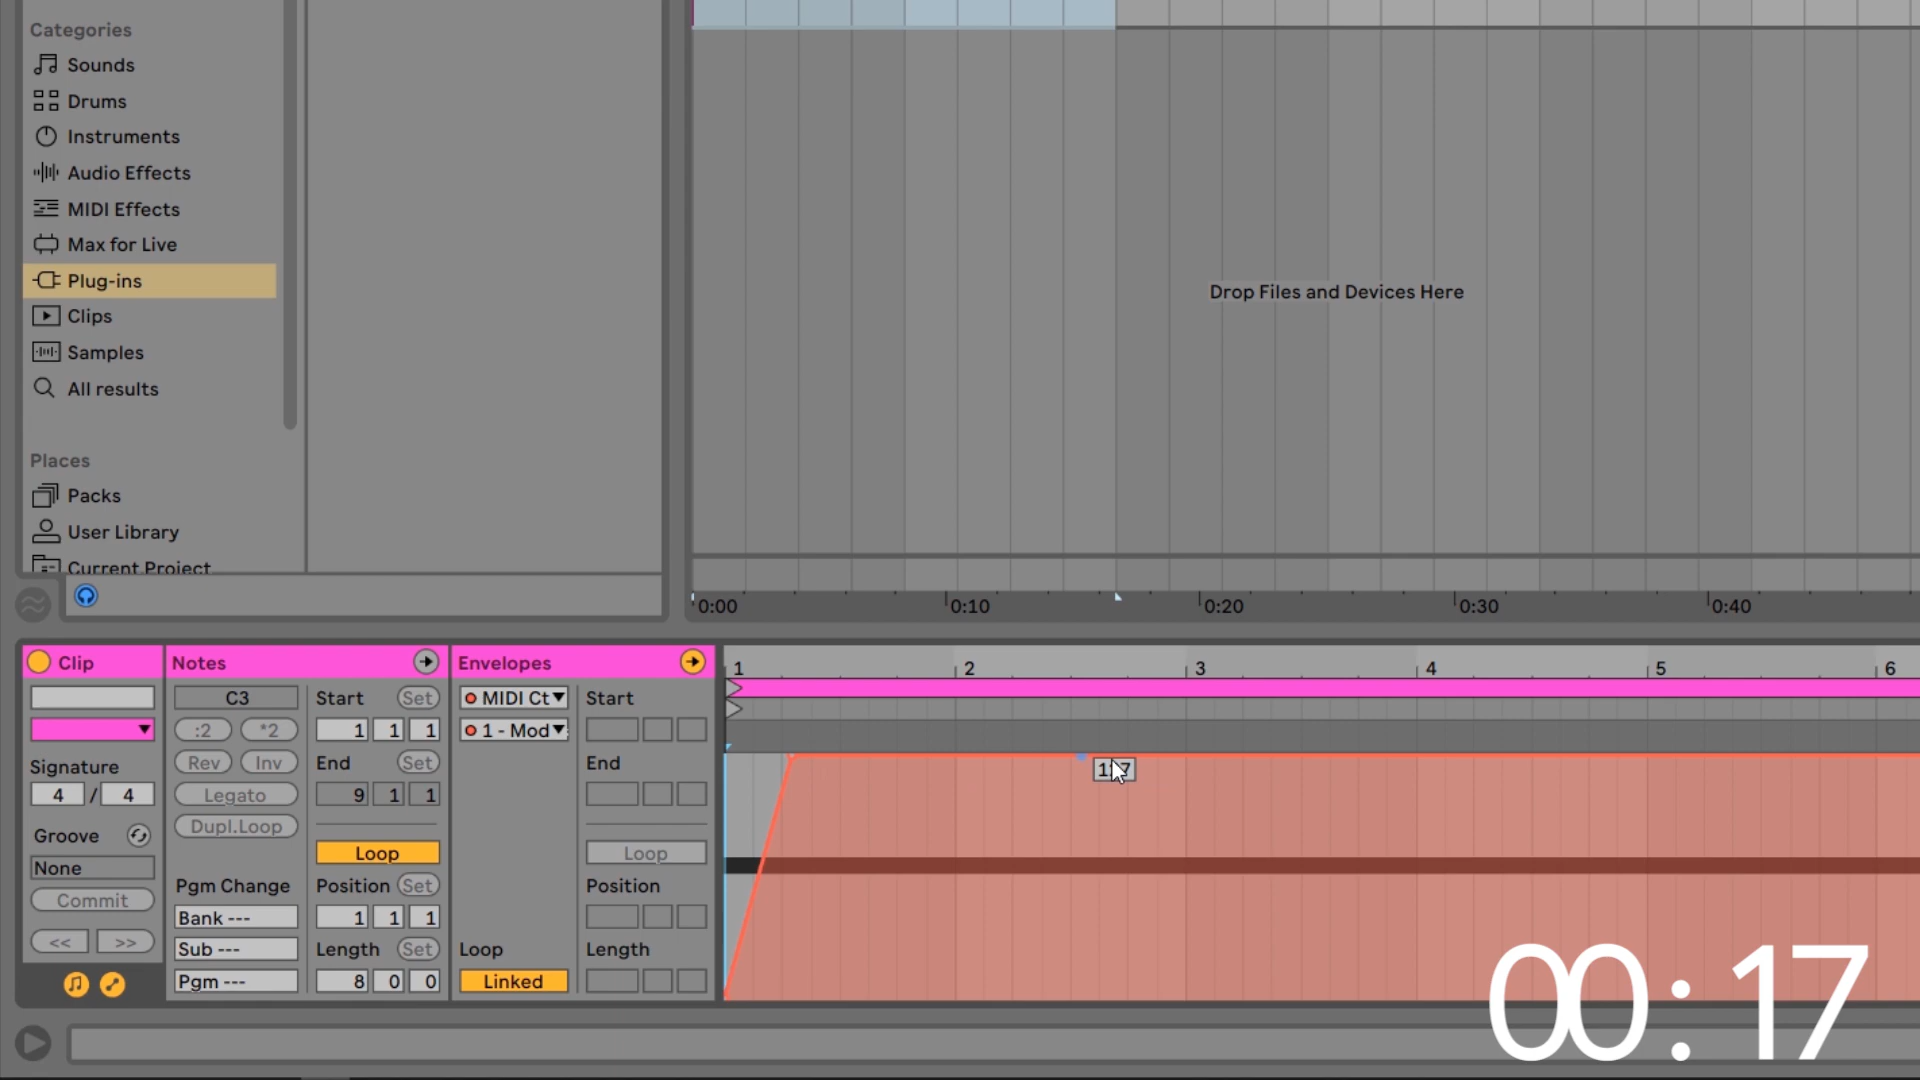 Categories
Sounds
Drums
Instruments
Audio Effects
MIDI Effects
Max for Live
Plug-ins
Clips
Samples
All results
Places
Packs
User Library
Current Project
Drop Files and Devices Here
0:00 0:10 0:20 0:30 0:40
Clip
Signature
4 / 4
Groove
None
Commit
<< >>
Notes
C3
:2 *2
Rev Inv
Legato
Dupl.Loop
Pgm Change
Bank ---
Sub ---
Pgm ---
Start Set
1 1 1
End Set
9 1 1
Loop
Position Set
1 1 1
Length Set
8 0 0
Envelopes
MIDI Ct
1 - Mod
Loop
Linked
Start
End
Loop
Position
Length
1 2 3 4 5 6
00:17